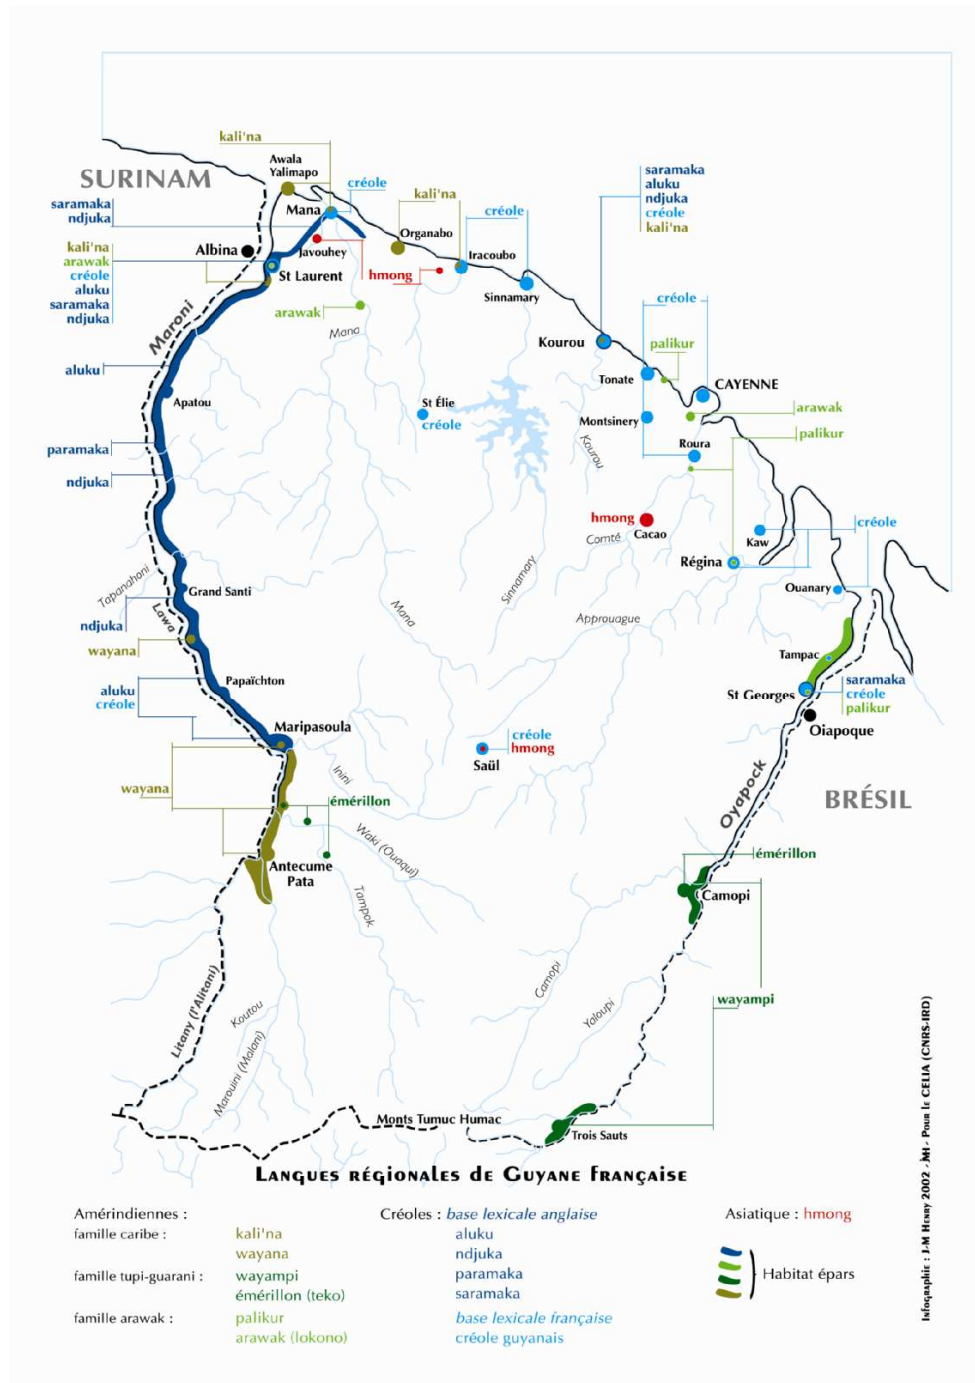 kali'na
Awala
Yalimapo
SURINAM
créole
saramaka
aluku
ndjuka
créole
kali'na
saramaka
ndjuka
Mana
kali'na
créole
Organabo
kali'na
arawak
créole
aluku
saramaka
ndjuka
Albina
Javouhey
Iracoubo
St Laurent
hmong
Sinnamary
créole
arawak
Maroni
Mana
Kourou
palikur
aluku
Tonate
CAYENNE
Apatou
St Élie
créole
arawak
Montsinery
palikur
Roura
Kourou
paramaka
ndjuka
hmong
Cacao
Comté
créole
Kaw
Régina
Tapanahoni
Sinnamary
Grand Santi
Ouanary
Lawa
Mana
Approuague
ndjuka
wayana
Tampac
Papaïchton
St Georges
saramaka
créole
palikur
aluku
créole
Maripasoula
Oiapoque
créole
hmong
Saül
Inini
wayana
émérillon
Oyapock
BRÉSIL
Waki (Ouaqui)
émérillon
Antecume
Pata
Tampok
Camopi
Camopi
Litany (l'Alitani)
Koutou
Yaloupi
wayampi
Marouini (Malani)
Monts Tumuc Humac
Trois Sauts
Langues régionales de Guyane française
Amérindiennes :
famille caribe :
kali'na
wayana
famille tupi-guarani :
wayampi
émérillon (teko)
famille arawak :
palikur
arawak (lokono)
Créoles : base lexicale anglaise
aluku
ndjuka
paramaka
saramaka
base lexicale française
créole guyanais
Asiatique : hmong
Habitat épars
Infographie : J-M Henry 2002 - ÀH - Pour le CELIA (CNRS-IRD)